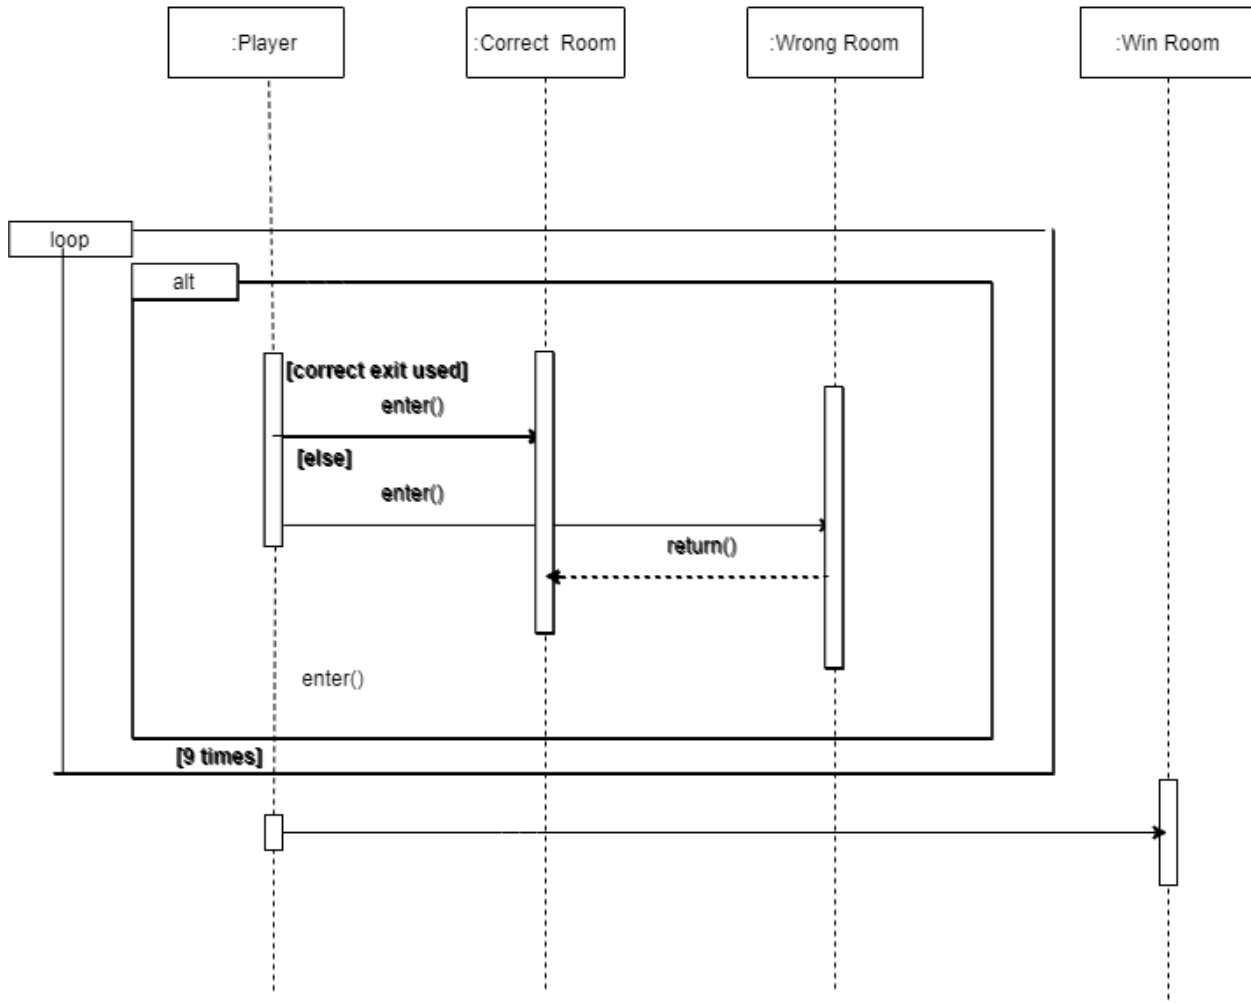 :Player
:Correct  Room
:Wrong Room
:Win Room
loop
alt
[correct exit used]
enter()
[else]
enter()
return()
enter()
[9 times]